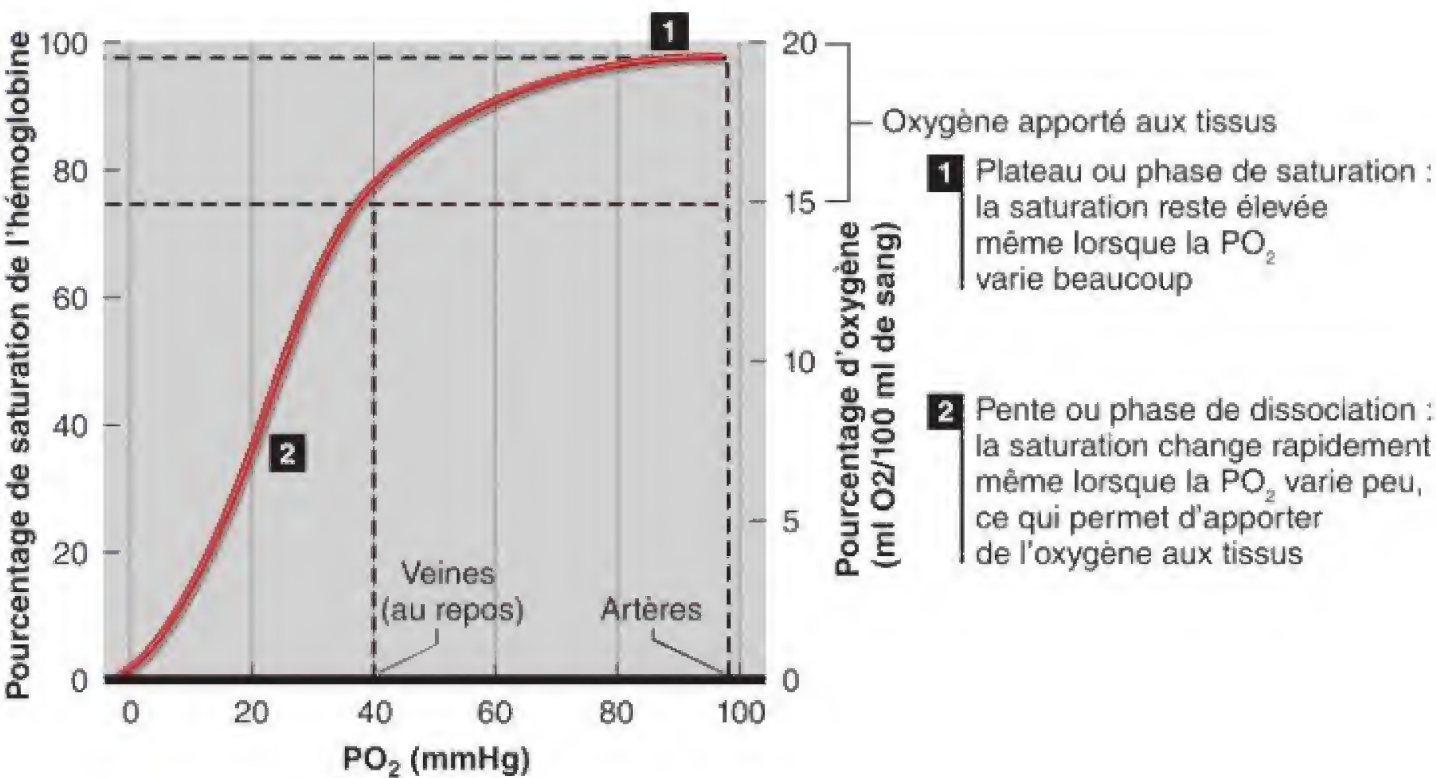 Pourcentage de saturation de l'hémoglobine
100
80
60
40
20
0
1
2
Veines
(au repos)
Artères
0
20
40
60
80
100
PO₂ (mmHg)
20
15
10
5
0
Pourcentage d'oxygène
(ml O2/100 ml de sang)
Oxygène apporté aux tissus
1 Plateau ou phase de saturation :
la saturation reste élevée
même lorsque la PO₂
varie beaucoup
2 Pente ou phase de dissociation :
la saturation change rapidement
même lorsque la PO₂ varie peu,
ce qui permet d'apporter
de l'oxygène aux tissus